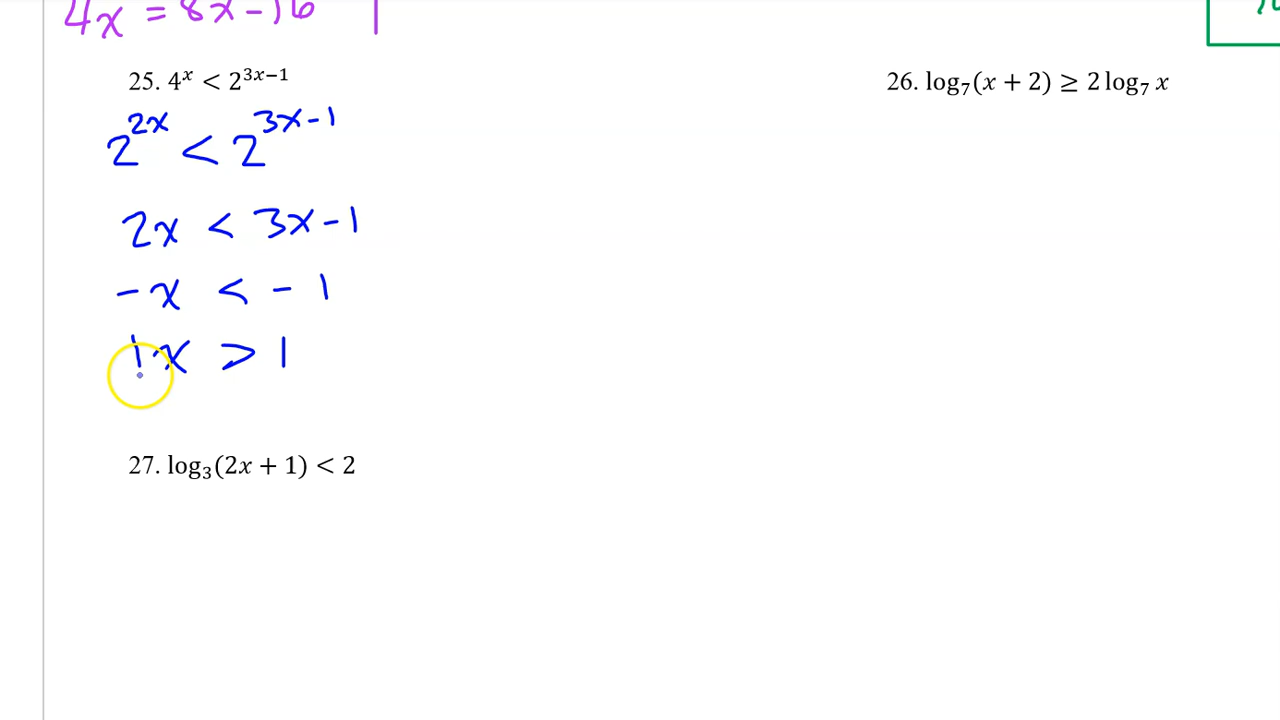 4x = 8x - 16
25. 4^x < 2^{3x-1}
26. log₇(x + 2) ≥ 2 log₇ x
2^{2x} < 2^{3x-1}
2x < 3x - 1
-x < -1
x > 1
27. log₃(2x + 1) < 2